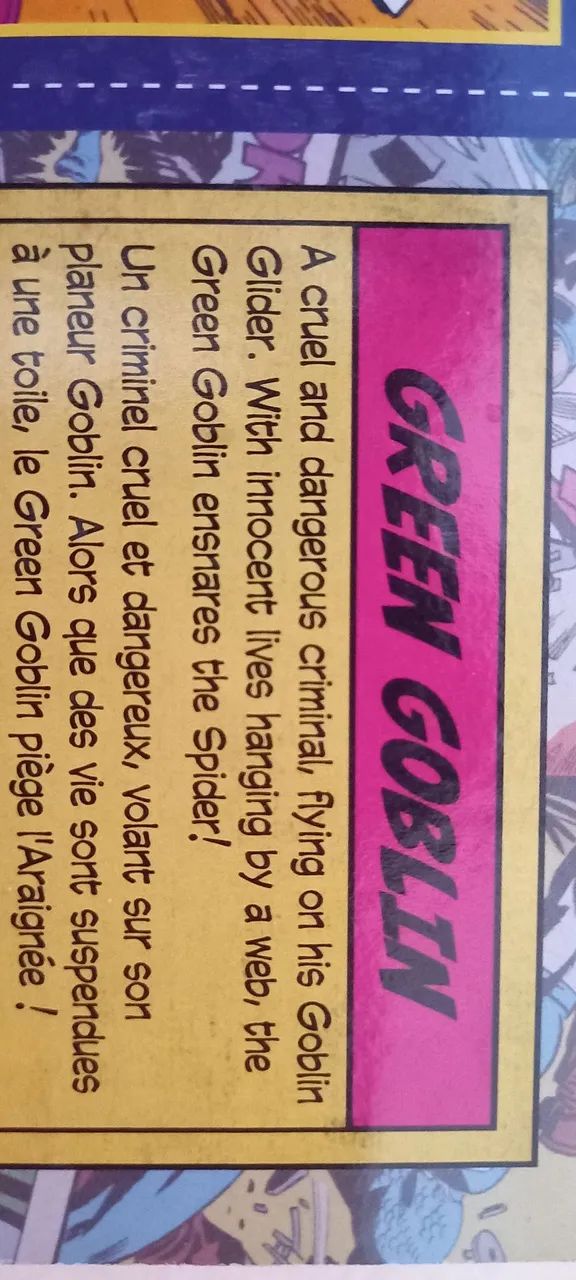 GREEN GOBLIN
A cruel and dangerous criminal, flying on his Goblin
Glider. With innocent lives hanging by a web, the
Green Goblin ensnares the Spider!
Un criminel cruel et dangereux, volant sur son
planeur Goblin. Alors que des vie sont suspendues
à une toile, le Green Goblin piège l'Araignée !